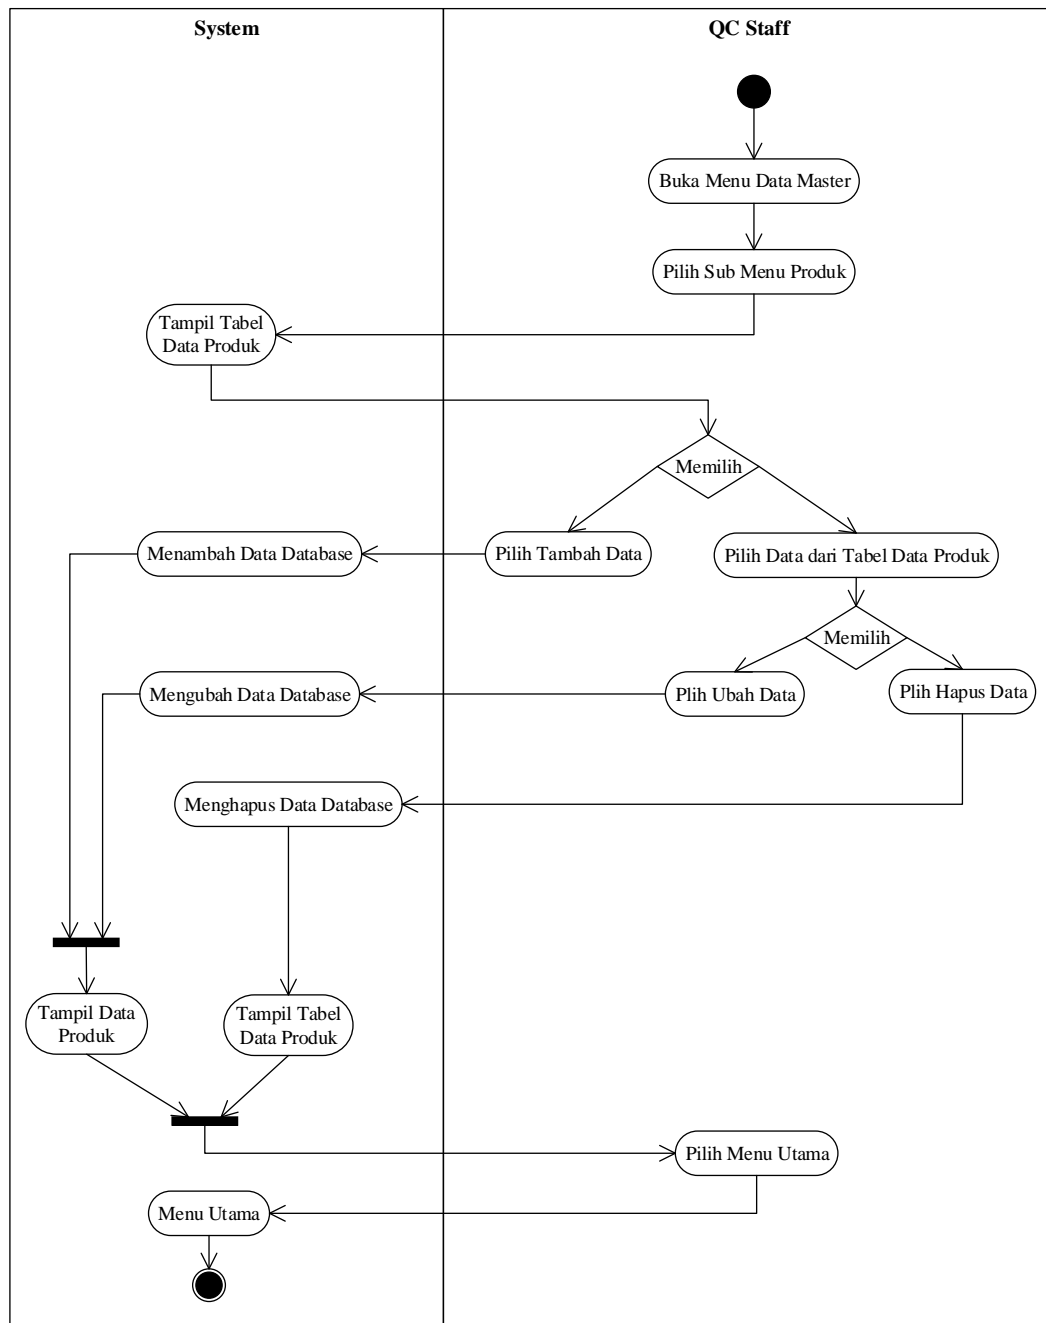 System
QC Staff
Buka Menu Data Master
Pilih Sub Menu Produk
Tampil Tabel
Data Produk
Memilih
Menambah Data Database
Pilih Tambah Data
Pilih Data dari Tabel Data Produk
Memilih
Mengubah Data Database
Plih Ubah Data
Plih Hapus Data
Menghapus Data Database
Tampil Data
Produk
Tampil Tabel
Data Produk
Pilih Menu Utama
Menu Utama